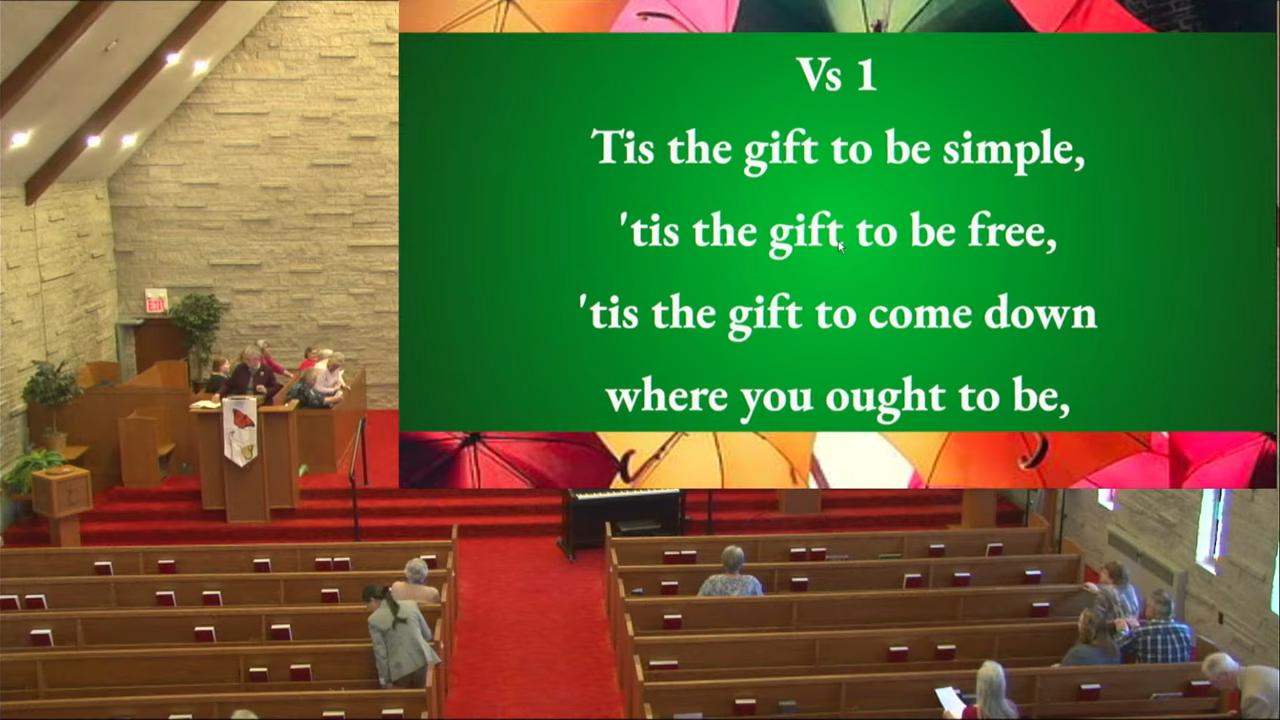 Vs 1
Tis the gift to be simple,
'tis the gift to be free,
'tis the gift to come down
where you ought to be,
EXIT